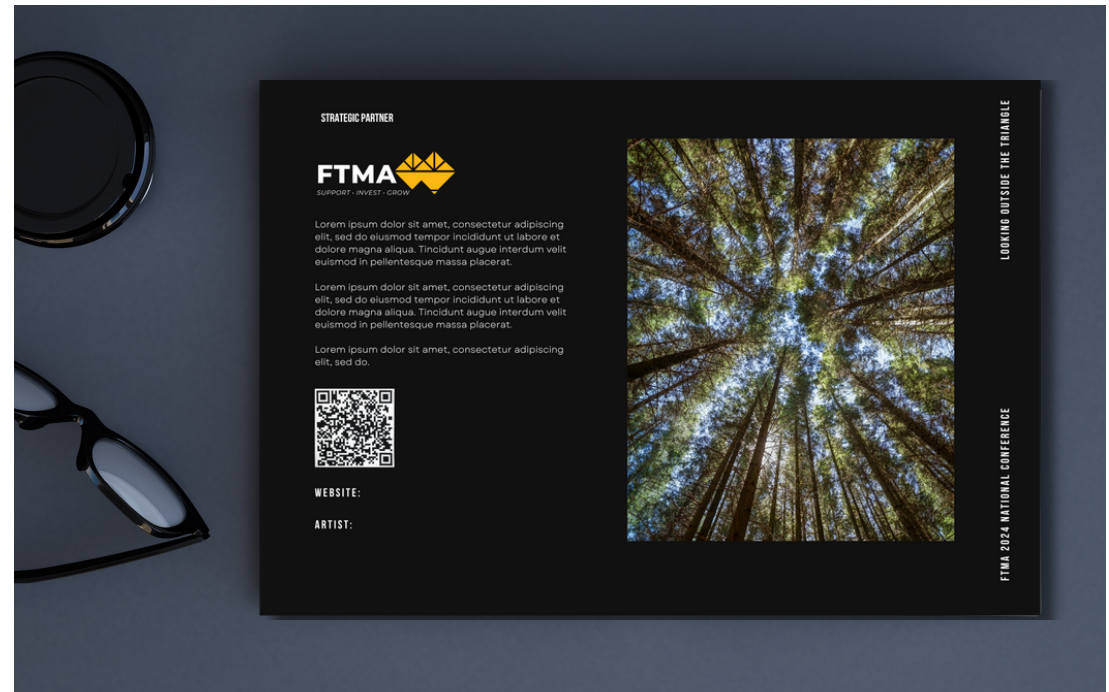 STRATEGIC PARTNER
FTMA
SUPPORT - INVEST - GROW
Lorem ipsum dolor sit amet, consectetur adipiscing
elit, sed do eiusmod tempor incididunt ut labore et
dolore magna aliqua. Tincidunt augue interdum velit
euismod in pellentesque massa placerat.
Lorem ipsum dolor sit amet, consectetur adipiscing
elit, sed do eiusmod tempor incididunt ut labore et
dolore magna aliqua. Tincidunt augue interdum velit
euismod in pellentesque massa placerat.
Lorem ipsum dolor sit amet, consectetur adipiscing
elit, sed do.
WEBSITE:
ARTIST:
LOOKING OUTSIDE THE TRIANGLE
FTMA 2024 NATIONAL CONFERENCE